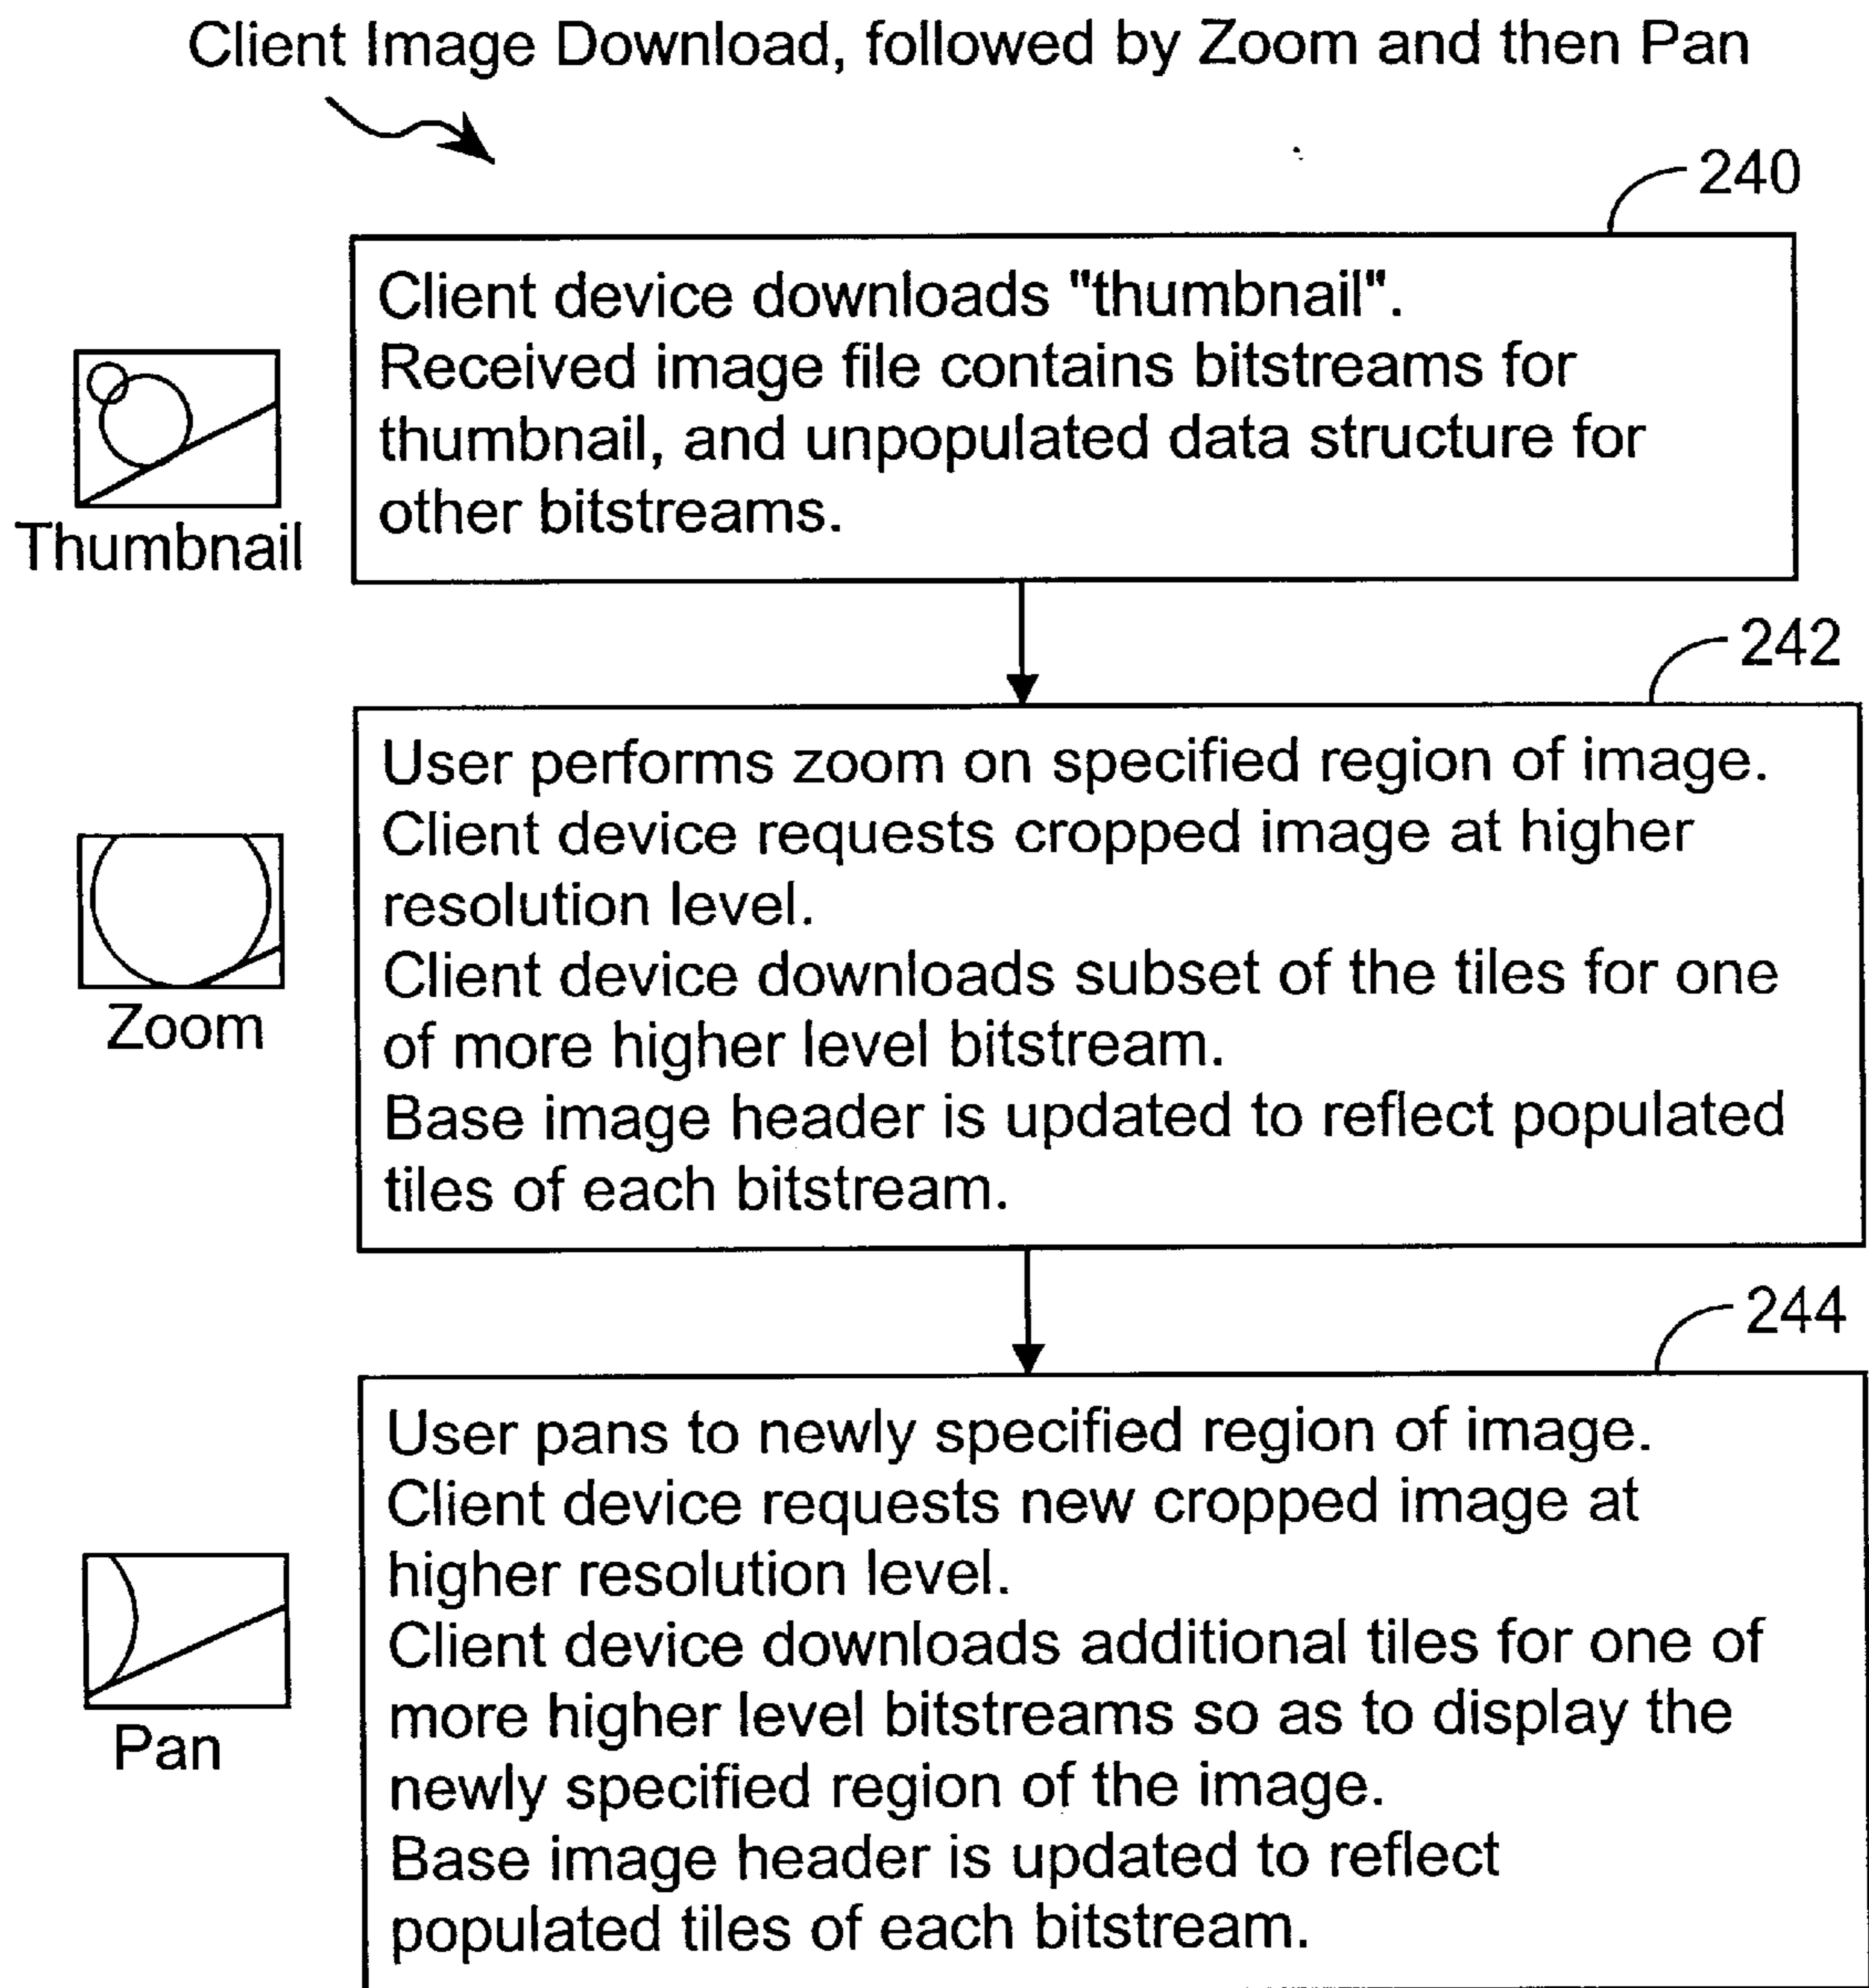 Client Image Download, followed by Zoom and then Pan
240
Client device downloads "thumbnail".
Received image file contains bitstreams for
thumbnail, and unpopulated data structure for
other bitstreams.
Thumbnail
242
User performs zoom on specified region of image.
Client device requests cropped image at higher
resolution level.
Client device downloads subset of the tiles for one
of more higher level bitstream.
Base image header is updated to reflect populated
tiles of each bitstream.
Zoom
244
User pans to newly specified region of image.
Client device requests new cropped image at
higher resolution level.
Client device downloads additional tiles for one of
more higher level bitstreams so as to display the
newly specified region of the image.
Base image header is updated to reflect
populated tiles of each bitstream.
Pan